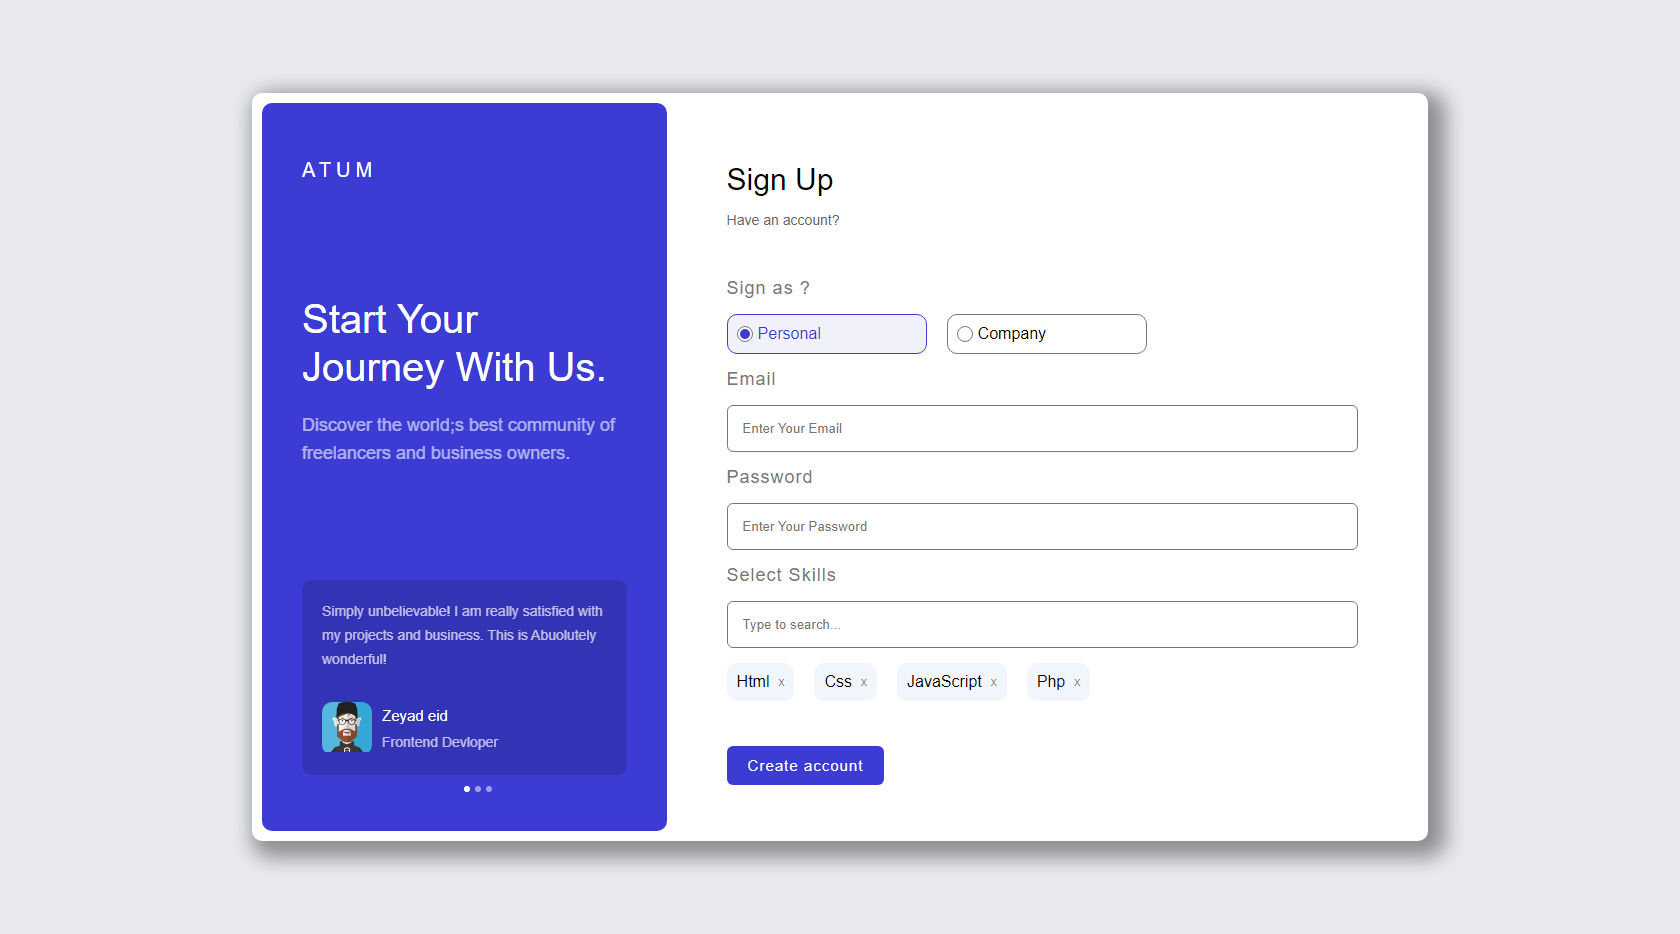 ATUM
Start Your
Journey With Us.
Discover the world;s best community of
freelancers and business owners.
Simply unbelievable! I am really satisfied with
my projects and business. This is Abuolutely
wonderful!
Zeyad eid
Frontend Devloper
Sign Up
Have an account?
Sign as ?
Personal
Company
Email
Enter Your Email
Password
Enter Your Password
Select Skills
Type to search...
Html x Css x JavaScript x Php x
Create account